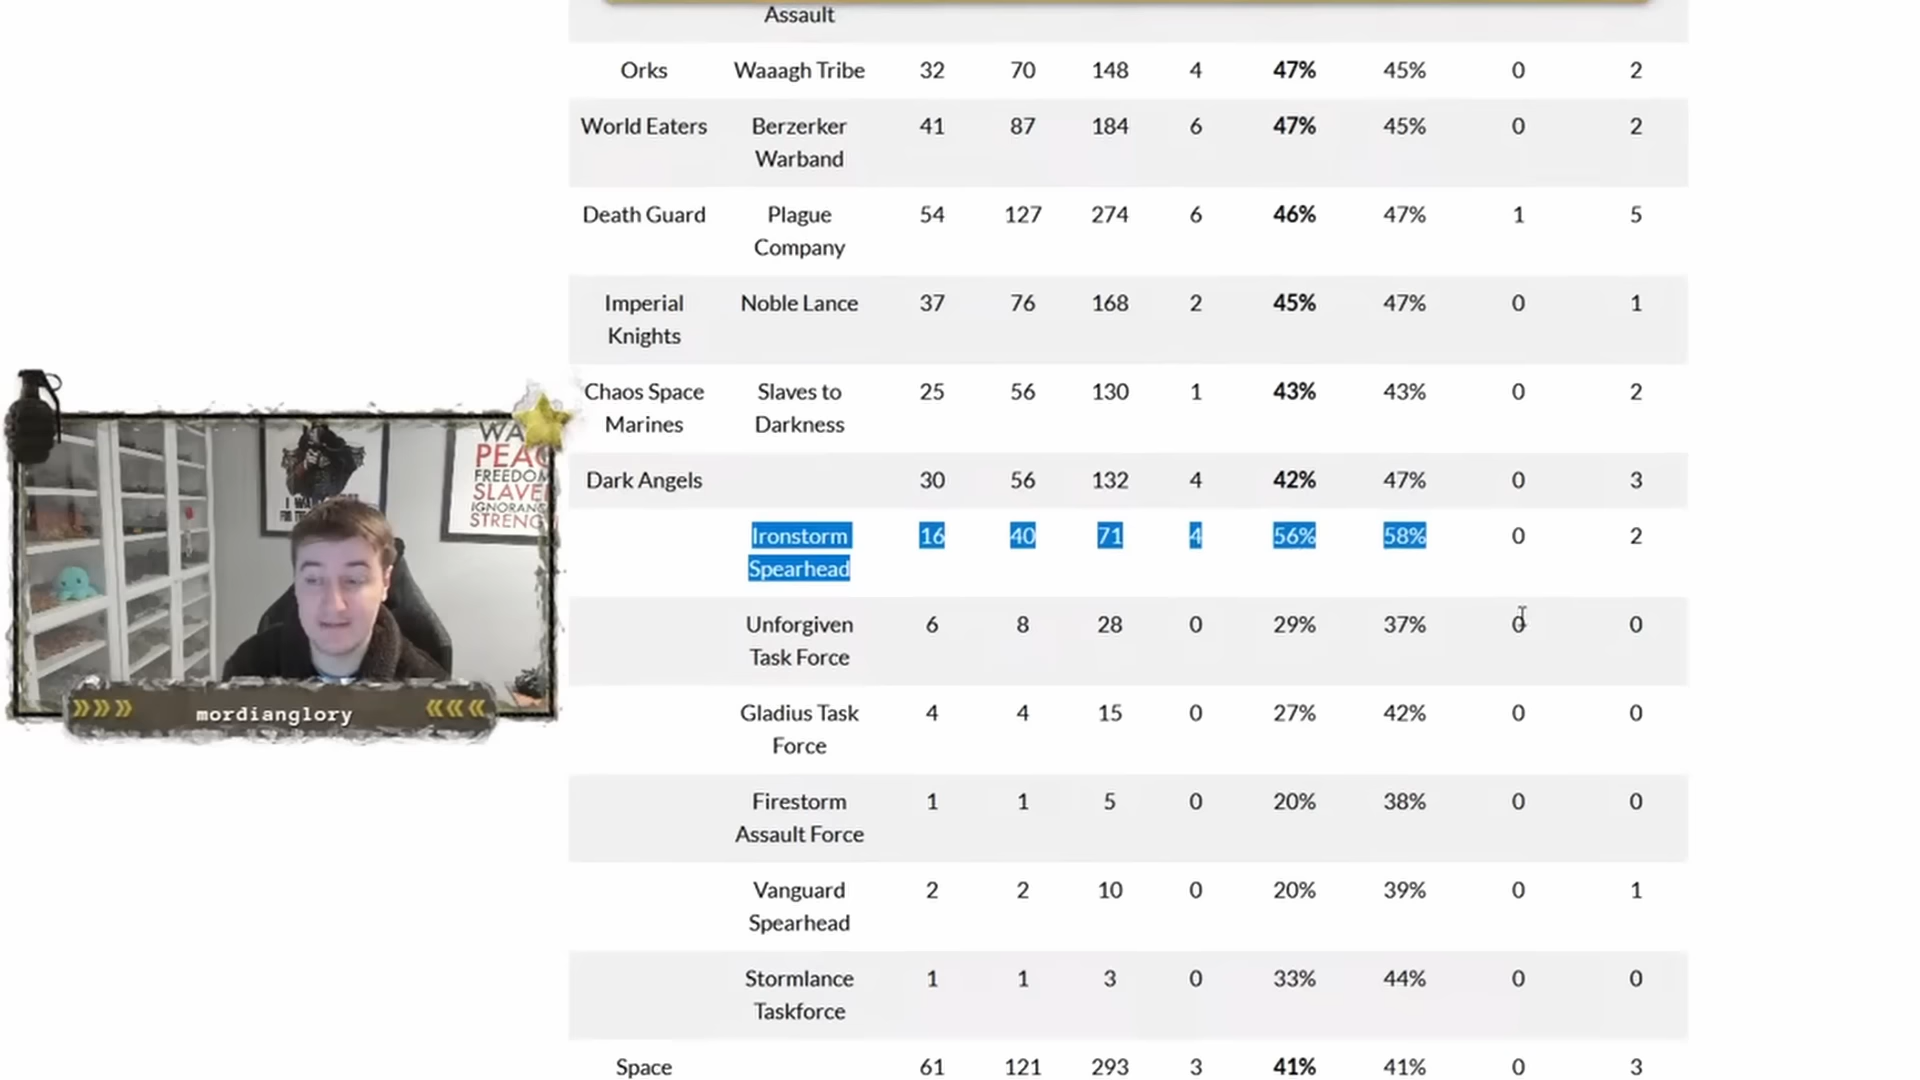 Assault
Orks Waaagh Tribe 32 70 148 4 47% 45% 0 2
World Eaters Berzerker 41 87 184 6 47% 45% 0 2
Warband
Death Guard Plague 54 127 274 6 46% 47% 1 5
Company
Imperial Noble Lance 37 76 168 2 45% 47% 0 1
Knights
Chaos Space Slaves to 25 56 130 1 43% 43% 0 2
Marines Darkness
Dark Angels 30 56 132 4 42% 47% 0 3
Ironstorm 16 40 71 4 56% 58% 0 2
Spearhead
Unforgiven 6 8 28 0 29% 37% 0 0
Task Force
Gladius Task 4 4 15 0 27% 42% 0 0
Force
Firestorm 1 1 5 0 20% 38% 0 0
Assault Force
Vanguard 2 2 10 0 20% 39% 0 1
Spearhead
Stormlance 1 1 3 0 33% 44% 0 0
Taskforce
Space 61 121 293 3 41% 41% 0 3
WA
PEAC
FREEDOM
SLAVE
IGNORANC
STRENG
mordianglory